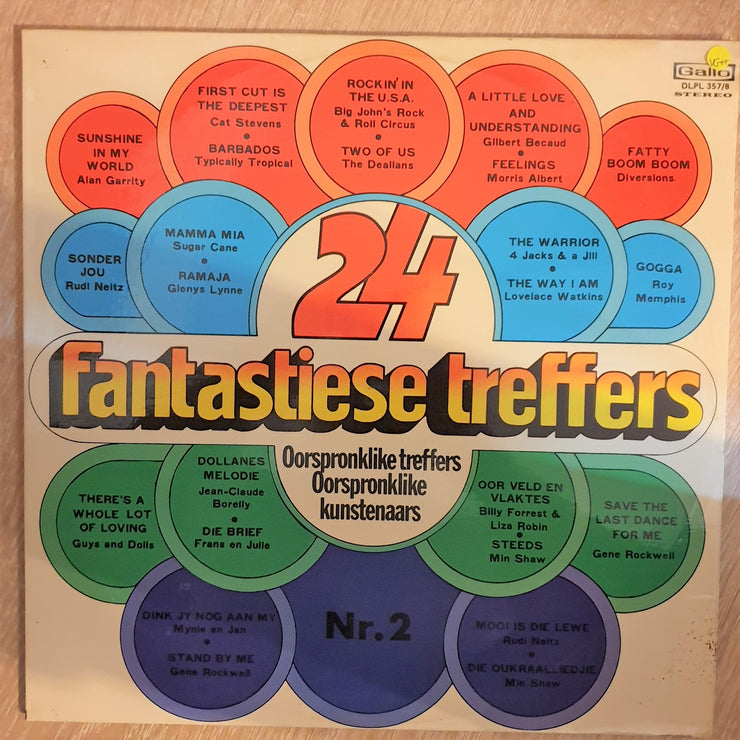 VG++
Gallo
DLPL 357/8
STEREO
SUNSHINE
IN MY
WORLD
Alan Garrity
FIRST CUT IS
THE DEEPEST
Cat Stevens
BARBADOS
Typically Tropical
ROCKIN' IN
THE U.S.A.
Big John's Rock
& Roll Circus
TWO OF US
The Dealians
A LITTLE LOVE
AND
UNDERSTANDING
Gilbert Becaud
FEELINGS
Morris Albert
FATTY
BOOM BOOM
Diversions
SONDER
JOU
Rudi Neitz
MAMMA MIA
Sugar Cane
RAMAJA
Glenys Lynne
24
THE WARRIOR
4 Jacks & a Jill
THE WAY I AM
Lovelace Watkins
GOGGA
Roy
Memphis
fantastiese treffers
Oorspronklike treffers
Oorspronklike
kunstenaars
THERE'S A
WHOLE LOT
OF LOVING
Guys and Dolls
DOLLANES
MELODIE
Jean-Claude
Borelly
DIE BRIEF
Frans en Julie
OOR VELD EN
VLAKTES
Billy Forrest &
Liza Robin
STEEDS
Min Shaw
SAVE THE
LAST DANCE
FOR ME
Gene Rockwell
DINK JY NOG AAN MY
Mynie en Jan
STAND BY ME
Gene Rockwell
Nr.2
MOOI IS DIE LEWE
Rudi Neitz
DIE OUKRAALLIEDJIE
Min Shaw